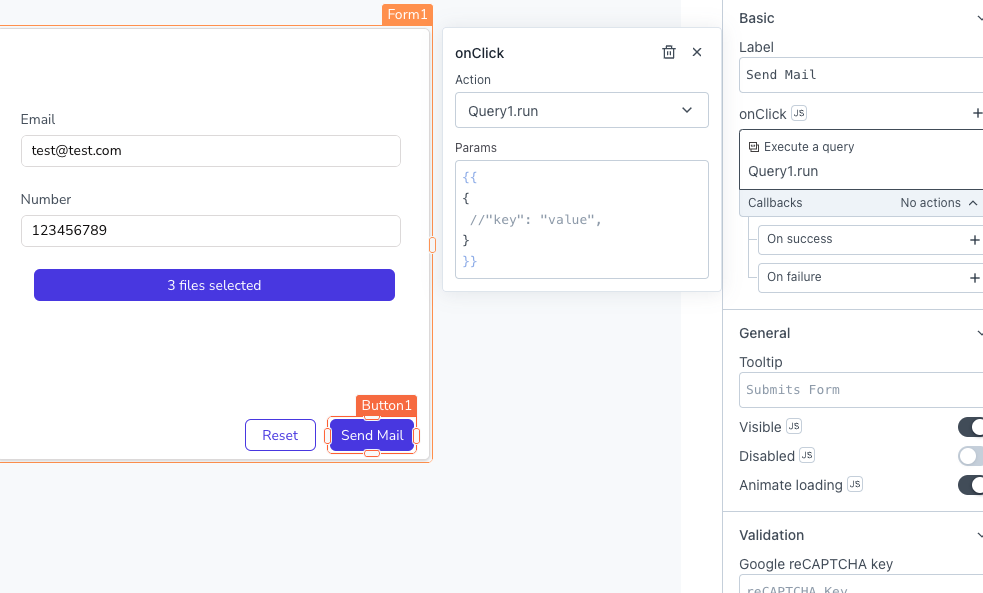 Form1
Email
test@test.com
Number
123456789
3 files selected
Button1
Reset
Send Mail
onClick
Action
Query1.run
Params
{{
{
//"key": "value",
}
}}
Basic
Label
Send Mail
onClick JS
Execute a query
Query1.run
Callbacks No actions
On success
On failure
General
Tooltip
Submits Form
Visible JS
Disabled JS
Animate loading JS
Validation
Google reCAPTCHA key
reCAPTCHA Key